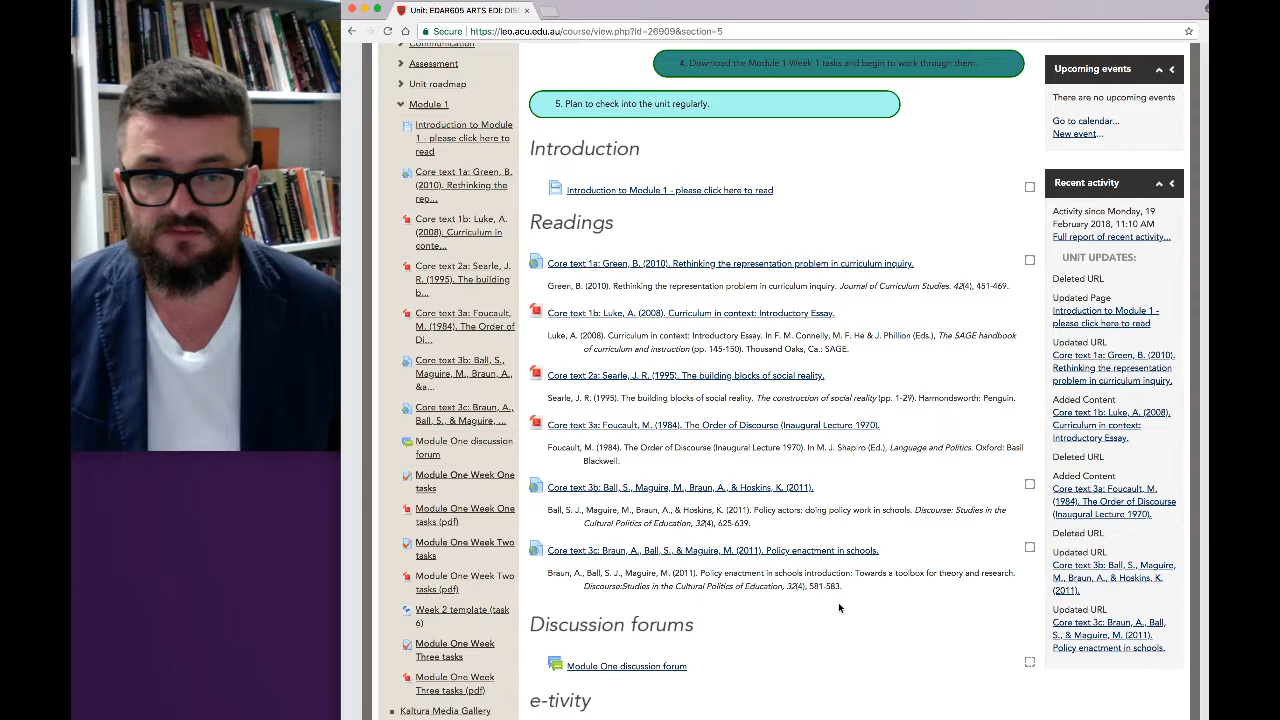 Unit: EDAR605 ARTS EDI: DIS
Secure
https://leo.acu.edu.au/course/view.php?id=26909&section=5
Communication
Assessment
Unit roadmap
Module 1
Introduction to Module
1 - please click here to
read
Core text 1a: Green, B.
(2010). Rethinking the
rep...
Core text 1b: Luke, A.
(2008). Curriculum in
conte...
Core text 2a: Searle, J.
R. (1995). The building
b...
Core text 3a: Foucault,
M. (1984). The Order of
Di...
Core text 3b: Ball, S.,
Maguire, M., Braun, A.,
&a...
Core text 3c: Braun, A.,
Ball, S., & Maguire, ...
Module One discussion
forum
Module One Week One
tasks
Module One Week One
tasks (pdf)
Module One Week Two
tasks
Module One Week Two
tasks (pdf)
Week 2 template (task
6)
Module One Week
Three tasks
Module One Week
Three tasks (pdf)
Kaltura Media Gallery
4. Download the Module 1 Week 1 tasks and begin to work through them.
5. Plan to check into the unit regularly.
Introduction
Introduction to Module 1 - please click here to read
Readings
Core text 1a: Green, B. (2010). Rethinking the representation problem in curriculum inquiry.
Green, B. (2010). Rethinking the representation problem in curriculum inquiry. Journal of Curriculum Studies. 42(4), 451-469.
Core text 1b: Luke, A. (2008). Curriculum in context: Introductory Essay.
Luke, A. (2008). Curriculum in context: Introductory Essay. In F. M. Connelly, M. F. He & J. Phillion (Eds.), The SAGE handbook
of curriculum and instruction (pp. 145-150). Thousand Oaks, Ca.: SAGE.
Core text 2a: Searle, J. R. (1995). The building blocks of social reality.
Searle, J. R. (1995). The building blocks of social reality. The construction of social reality (pp. 1-29). Harmondsworth: Penguin.
Core text 3a: Foucault, M. (1984). The Order of Discourse (Inaugural Lecture 1970).
Foucault, M. (1984). The Order of Discourse (Inaugural Lecture 1970). In M. J. Shapiro (Ed.), Language and Politics. Oxford: Basil
Blackwell.
Core text 3b: Ball, S., Maguire, M., Braun, A., & Hoskins, K. (2011).
Ball, S. J., Maguire, M., Braun, A., & Hoskins, K. (2011). Policy actors: doing policy work in schools. Discourse: Studies in the
Cultural Politics of Education, 32(4), 625-639.
Core text 3c: Braun, A., Ball, S., & Maguire, M. (2011). Policy enactment in schools.
Braun, A., Ball, S. J., Maguire, M. (2011). Policy enactment in schools introduction: Towards a toolbox for theory and research.
Discourse:Studies in the Cultural Politics of Education, 32(4), 581-583.
Discussion forums
Module One discussion forum
e-tivity
Upcoming events
There are no upcoming events
Go to calendar...
New event...
Recent activity
Activity since Monday, 19
February 2018, 11:10 AM
Full report of recent activity...
UNIT UPDATES:
Deleted URL
Updated Page
Introduction to Module 1 -
please click here to read
Updated URL
Core text 1a: Green, B. (2010).
Rethinking the representation
problem in curriculum inquiry.
Added Content
Core text 1b: Luke, A. (2008).
Curriculum in context:
Introductory Essay.
Deleted URL
Added Content
Core text 3a: Foucault, M.
(1984). The Order of Discourse
(Inaugural Lecture 1970).
Deleted URL
Updated URL
Core text 3b: Ball, S., Maguire,
M., Braun, A., & Hoskins, K.
(2011).
Updated URL
Core text 3c: Braun, A., Ball,
S., & Maguire, M. (2011).
Policy enactment in schools.